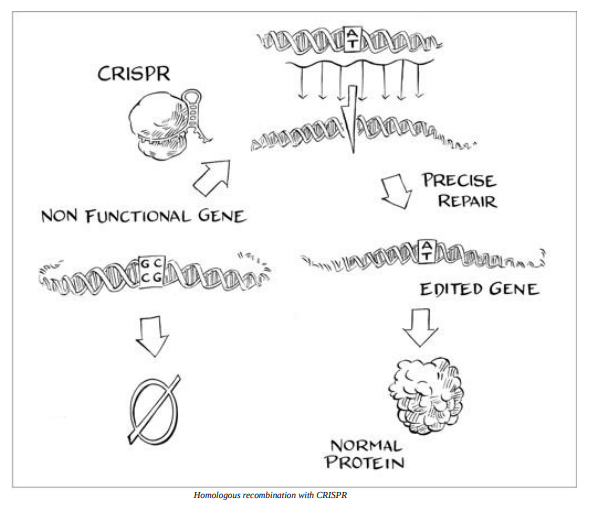 A
T
CRISPR
PRECISE
REPAIR
NON FUNCTIONAL GENE
G C
C G
A
T
EDITED GENE
NORMAL
PROTEIN
Homologous recombination with CRISPR